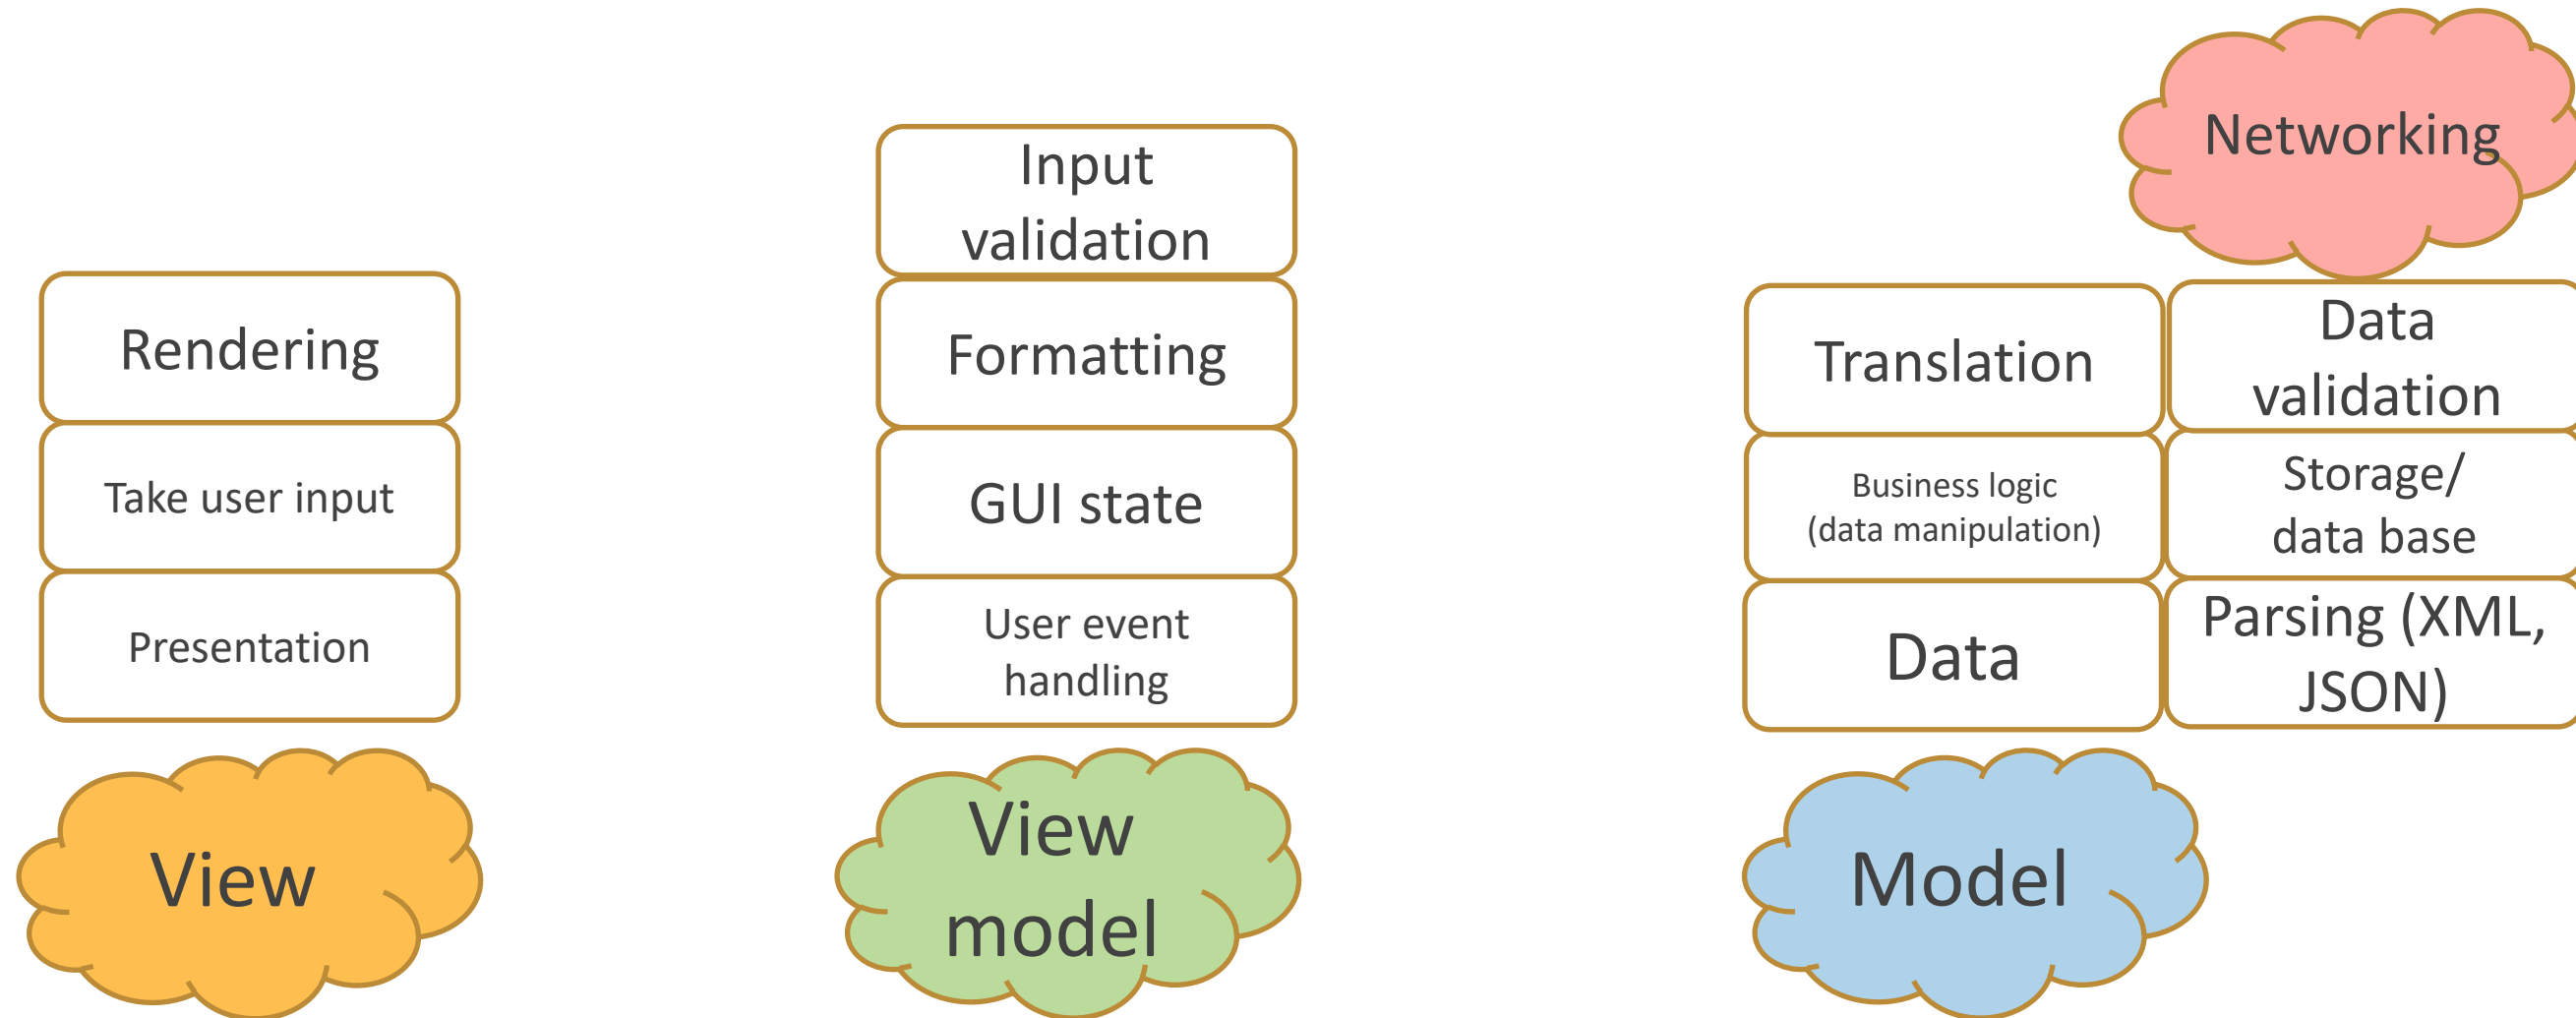 Rendering
Take user input
Presentation
View
Input
validation
Formatting
GUI state
User event
handling
View
model
Networking
Translation
Business logic
(data manipulation)
Data
Data
validation
Storage/
data base
Parsing (XML,
JSON)
Model